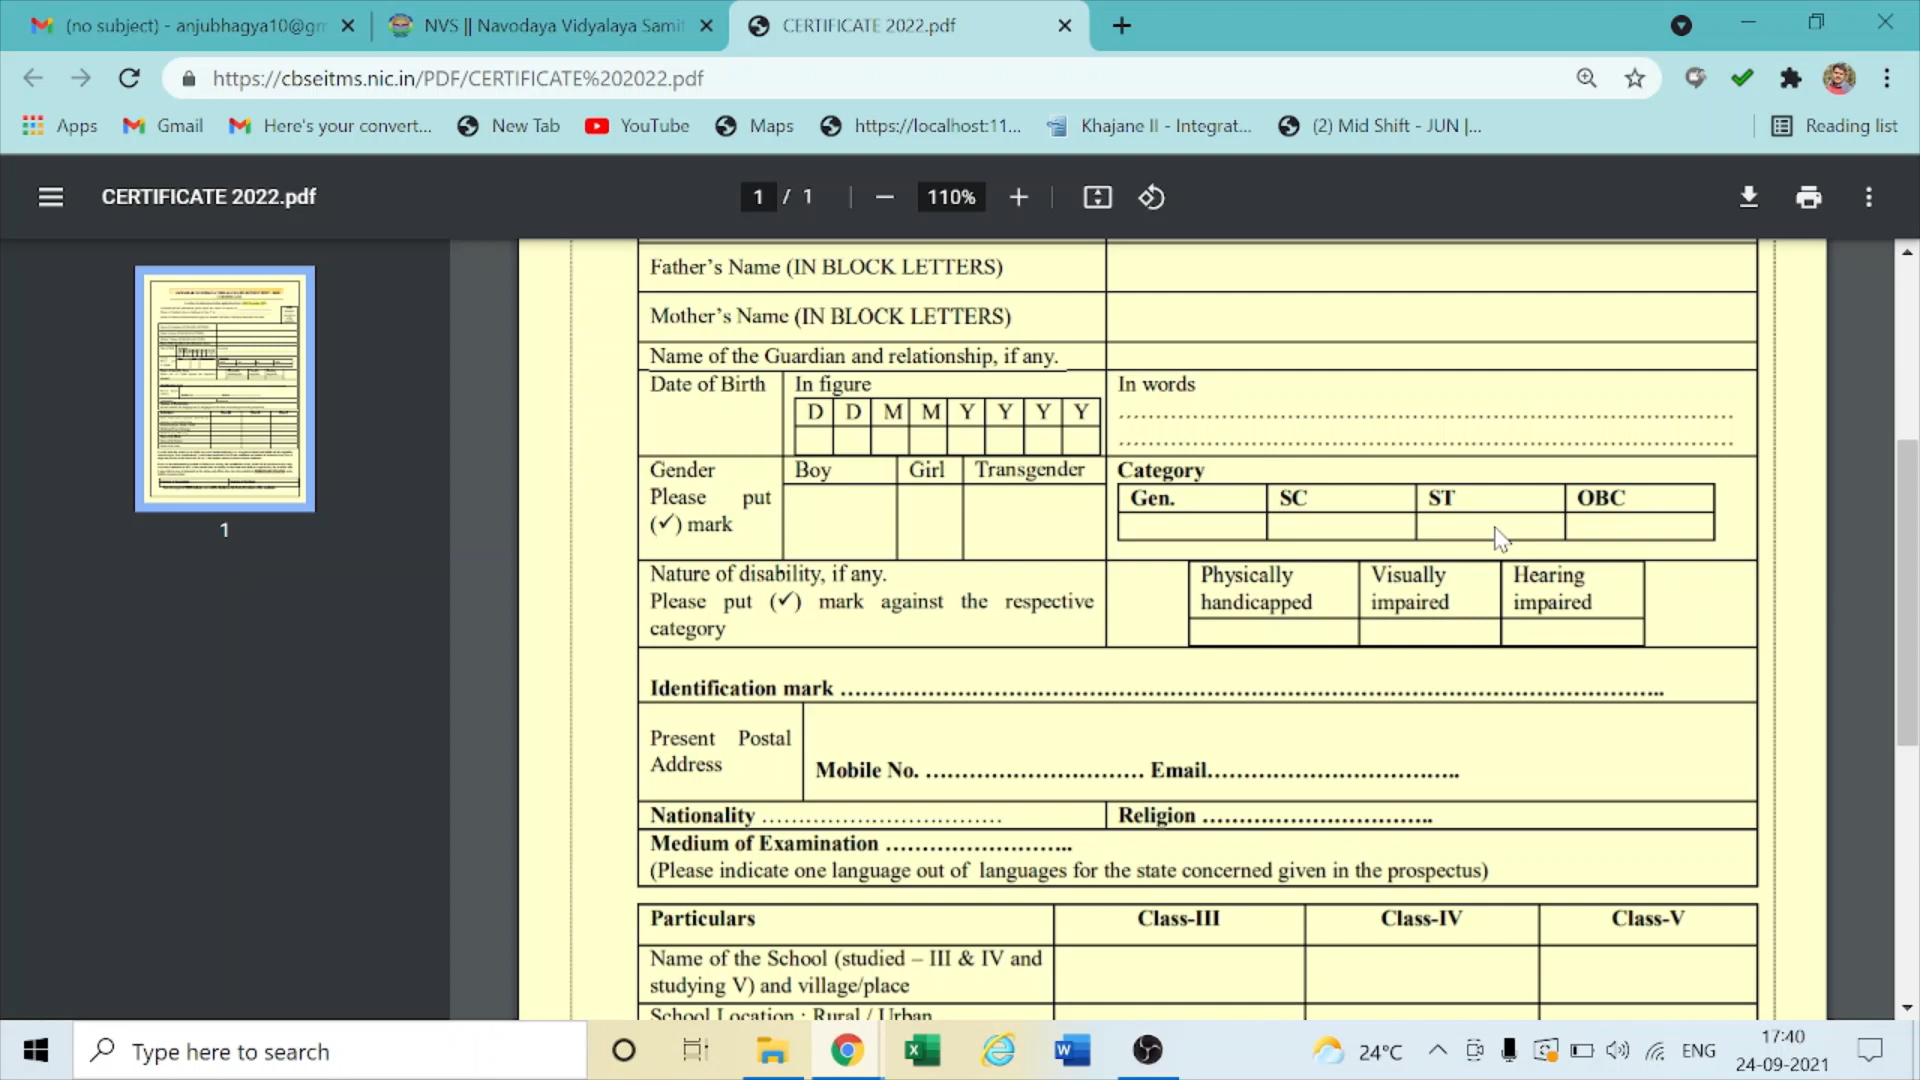 (no subject) - anjubhagya10@gm
NVS || Navodaya Vidyalaya Samit
CERTIFICATE 2022.pdf
https://cbseitms.nic.in/PDF/CERTIFICATE%202022.pdf
Apps
Gmail
Here's your convert...
New Tab
YouTube
Maps
https://localhost:11...
Khajane II - Integrat...
(2) Mid Shift - JUN |...
Reading list
CERTIFICATE 2022.pdf
1 / 1
110%
1
Father's Name (IN BLOCK LETTERS)
Mother's Name (IN BLOCK LETTERS)
Name of the Guardian and relationship, if any.
Date of Birth In figure In words
D D M M Y Y Y Y
Gender Boy Girl Transgender Category
Please put Gen. SC ST OBC
(✓) mark
Nature of disability, if any. Physically Visually Hearing
Please put (✓) mark against the respective handicapped impaired impaired
category
Identification mark ………………………………………………………………………………..
Present Postal
Address
Mobile No. ………………………… Email……………………………..
Nationality …………………………… Religion …………………………..
Medium of Examination ……………………..
(Please indicate one language out of languages for the state concerned given in the prospectus)
Particulars Class-III Class-IV Class-V
Name of the School (studied – III & IV and
studying V) and village/place
School Location : Rural / Urban
Type here to search
24°C
ENG
17:40
24-09-2021